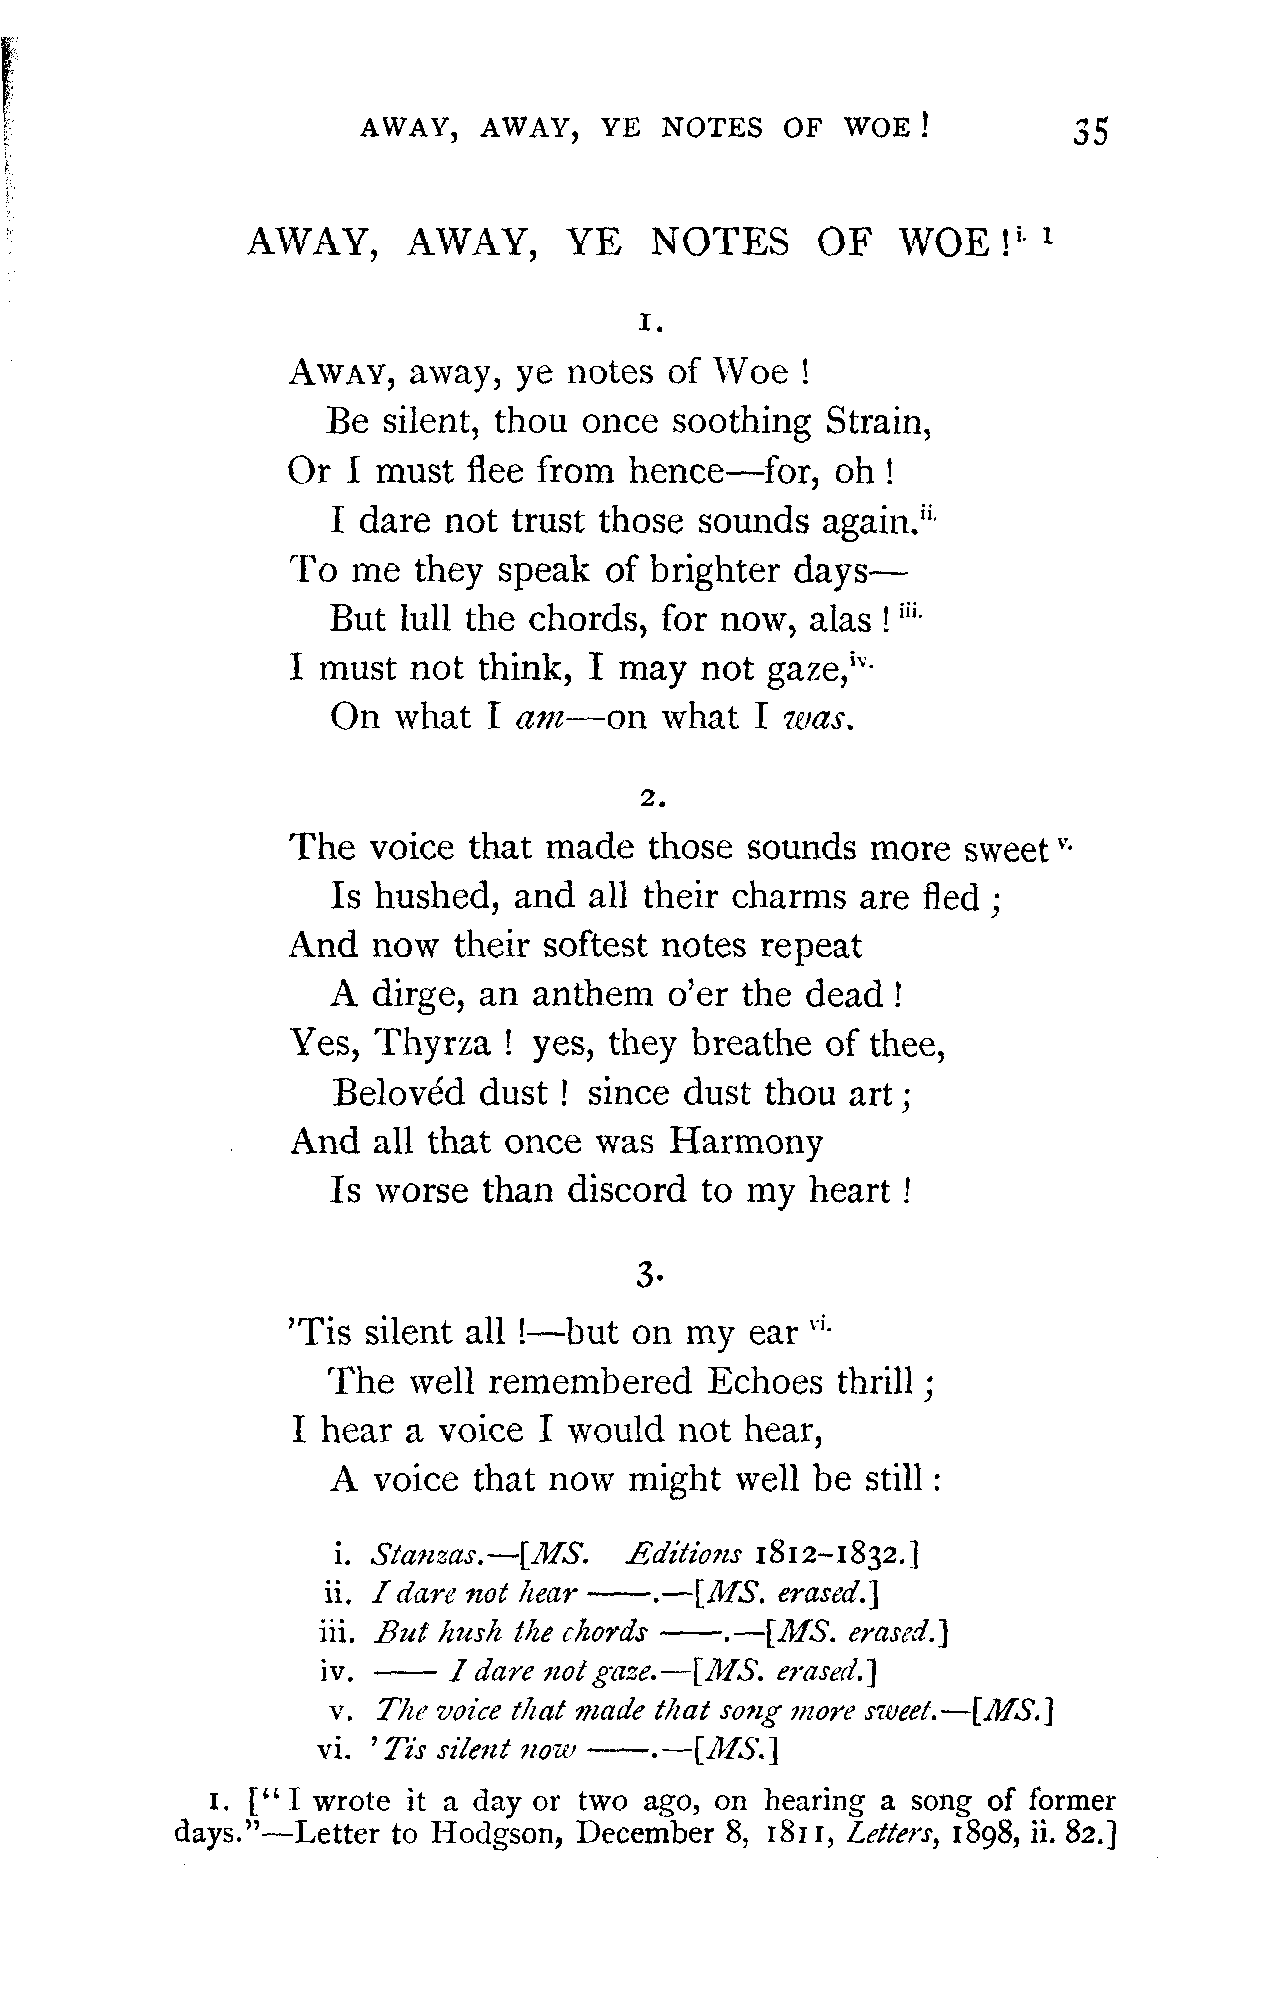 AWAY, AWAY, YE NOTES OF WOE! 35
AWAY, AWAY, YE NOTES OF WOE!i. 1
1.
AWAY, away, ye notes of Woe!
Be silent, thou once soothing Strain,
Or I must flee from hence—for, oh!
I dare not trust those sounds again.ii.
To me they speak of brighter days—
But lull the chords, for now, alas! iii.
I must not think, I may not gaze,iv.
On what I am—on what I was.
2.
The voice that made those sounds more sweet v.
Is hushed, and all their charms are fled;
And now their softest notes repeat
A dirge, an anthem o'er the dead!
Yes, Thyrza! yes, they breathe of thee,
Belovéd dust! since dust thou art;
And all that once was Harmony
Is worse than discord to my heart!
3.
'Tis silent all!—but on my ear vi.
The well remembered Echoes thrill;
I hear a voice I would not hear,
A voice that now might well be still:
i. Stanzas.—[MS. Editions 1812-1832.]
ii. I dare not hear ——.—[MS. erased.]
iii. But hush the chords ——.—[MS. erased.]
iv. —— I dare not gaze.—[MS. erased.]
v. The voice that made that song more sweet.—[MS.]
vi. 'Tis silent now ——.—[MS.]
1. ["I wrote it a day or two ago, on hearing a song of former
days."—Letter to Hodgson, December 8, 1811, Letters, 1898, ii. 82.]